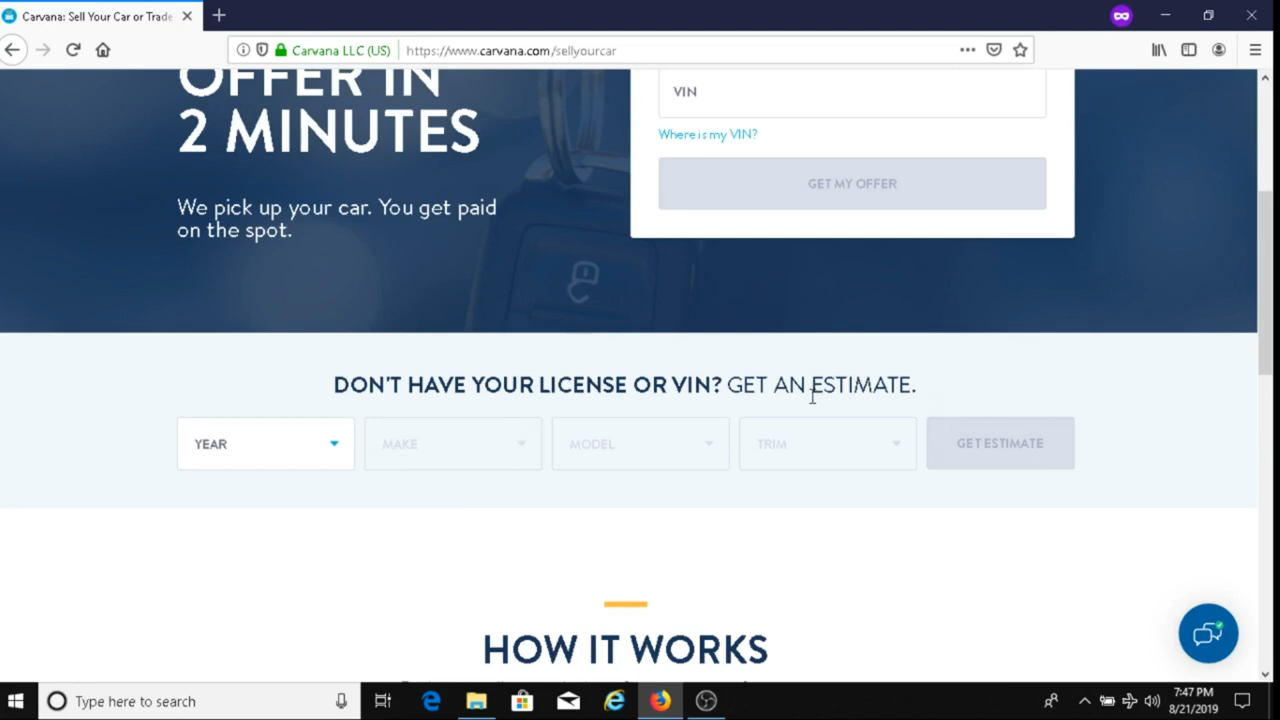 Carvana: Sell Your Car or Trade
Carvana LLC (US)
https://www.carvana.com/sellyourcar
OFFER IN
2 MINUTES
We pick up your car. You get paid
on the spot.
VIN
Where is my VIN?
GET MY OFFER
DON'T HAVE YOUR LICENSE OR VIN? GET AN ESTIMATE.
YEAR
MAKE
MODEL
TRIM
GET ESTIMATE
HOW IT WORKS
Type here to search
7:47 PM
8/21/2019